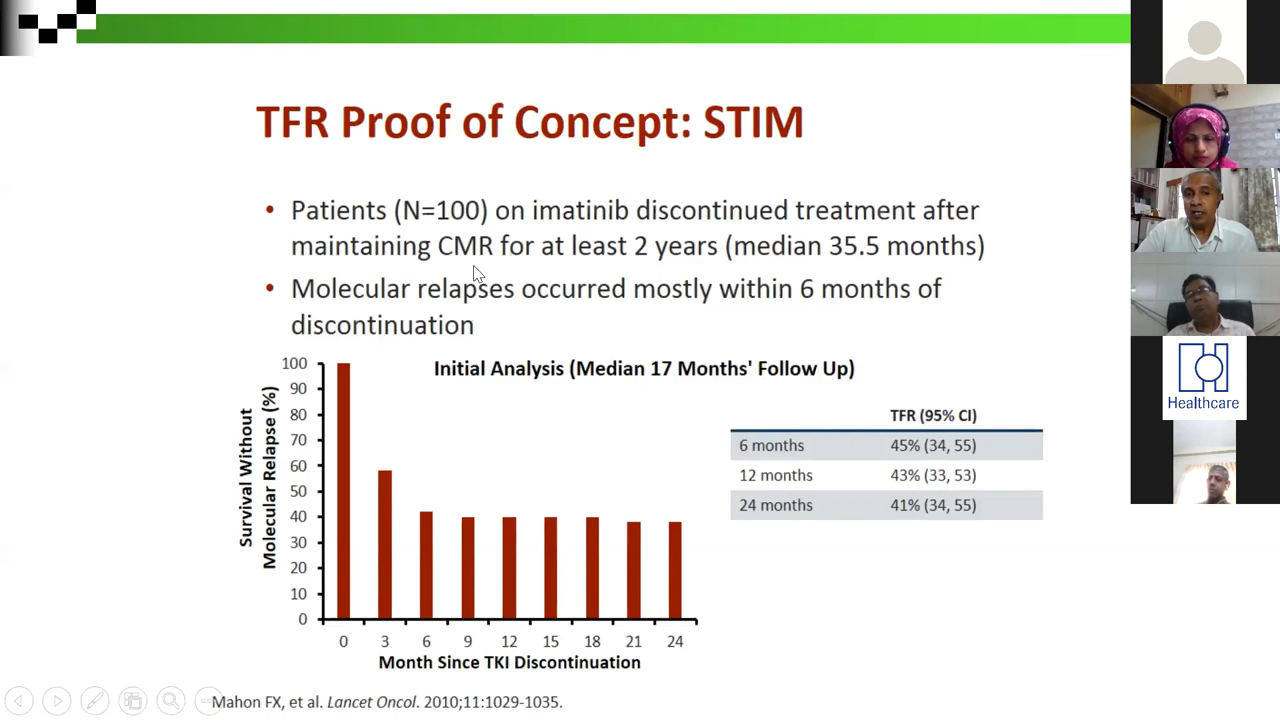 TFR Proof of Concept: STIM
• Patients (N=100) on imatinib discontinued treatment after
maintaining CMR for at least 2 years (median 35.5 months)
• Molecular relapses occurred mostly within 6 months of
discontinuation
Initial Analysis (Median 17 Months' Follow Up)
Survival Without
Molecular Relapse (%)
100
90
80
70
60
50
40
30
20
10
0
0 3 6 9 12 15 18 21 24
Month Since TKI Discontinuation
TFR (95% CI)
6 months 45% (34, 55)
12 months 43% (33, 53)
24 months 41% (34, 55)
Mahon FX, et al. Lancet Oncol. 2010;11:1029-1035.
Healthcare